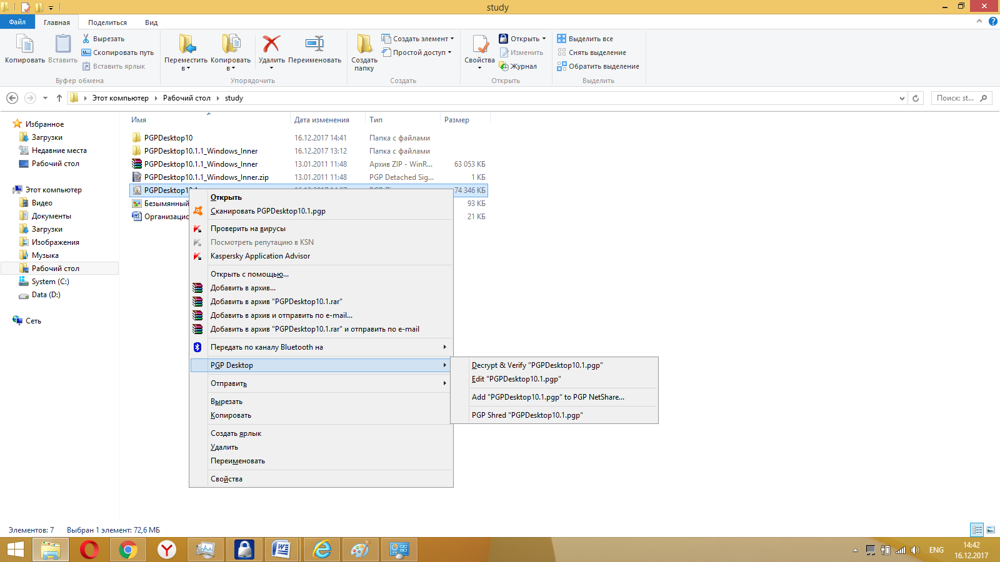 study
Файл
Главная
Поделиться
Вид
Копировать
Вставить
Вырезать
Скопировать путь
Вставить ярлык
Буфер обмена
Переместить в
Копировать в
Удалить
Переименовать
Упорядочить
Создать папку
Создать элемент
Простой доступ
Создать
Свойства
Открыть
Изменить
Журнал
Открыть
Выделить все
Снять выделение
Обратить выделение
Выделить
Этот компьютер
Рабочий стол
study
Поиск: st...
Избранное
Загрузки
Недавние места
Рабочий стол
Этот компьютер
Видео
Документы
Загрузки
Изображения
Музыка
Рабочий стол
System (C:)
Data (D:)
Сеть
Имя Дата изменения Тип Размер
PGPDesktop10 16.12.2017 14:41 Папка с файлами
PGPDesktop10.1.1_Windows_Inner 16.12.2017 13:12 Папка с файлами
PGPDesktop10.1.1_Windows_Inner 13.01.2011 11:48 Архив ZIP - WinR... 63 053 КБ
PGPDesktop10.1.1_Windows_Inner.zip 13.01.2011 11:48 PGP Detached Sig... 1 КБ
74 346 КБ
Безымянный 93 КБ
21 КБ
Открыть
Сканировать PGPDesktop10.1.pgp
Проверить на вирусы
Посмотреть репутацию в KSN
Kaspersky Application Advisor
Открыть с помощью...
Добавить в архив...
Добавить в архив "PGPDesktop10.1.rar"
Добавить в архив и отправить по e-mail...
Добавить в архив "PGPDesktop10.1.rar" и отправить по e-mail
Передать по каналу Bluetooth на
PGP Desktop
Отправить
Вырезать
Копировать
Создать ярлык
Удалить
Переименовать
Свойства
Decrypt & Verify "PGPDesktop10.1.pgp"
Edit "PGPDesktop10.1.pgp"
Add "PGPDesktop10.1.pgp" to PGP NetShare...
PGP Shred "PGPDesktop10.1.pgp"
Элементов: 7 Выбран 1 элемент: 72,6 МБ
ENG
14:42
16.12.2017